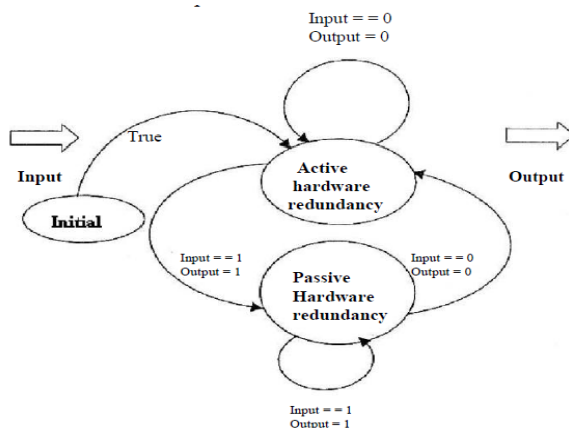 Input = = 0
Output = 0
True
Input
Initial
Active
hardware
redundancy
Output
Input = = 1
Output = 1
Passive
Hardware
redundancy
Input = = 0
Output = 0
Input = = 1
Output = 1